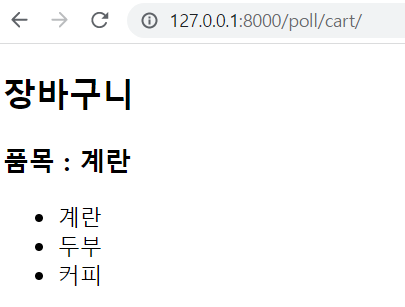 127.0.0.1:8000/poll/cart/
장바구니
품목 : 계란
계란
두부
커피